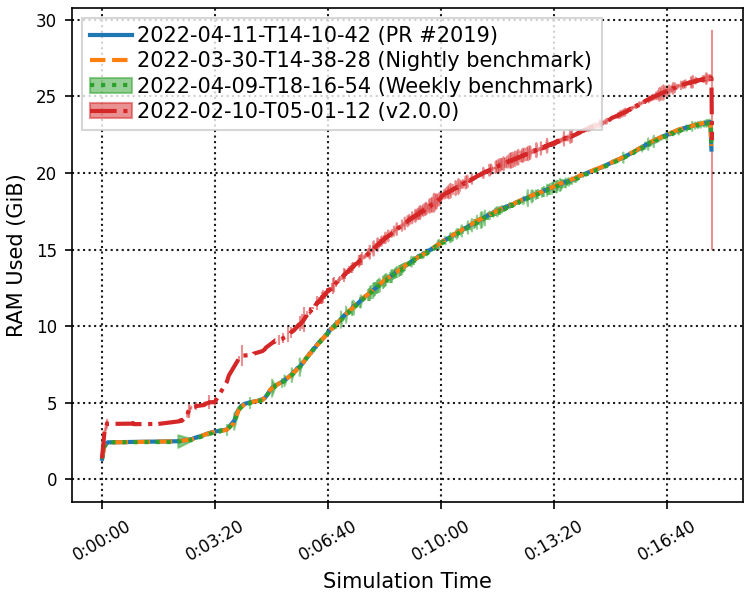 2022-04-11-T14-10-42 (PR #2019)
2022-03-30-T14-38-28 (Nightly benchmark)
2022-04-09-T18-16-54 (Weekly benchmark)
2022-02-10-T05-01-12 (v2.0.0)
RAM Used (GiB)
30
25
20
15
10
5
0
0:00:00
0:03:20
0:06:40
0:10:00
0:13:20
0:16:40
Simulation Time